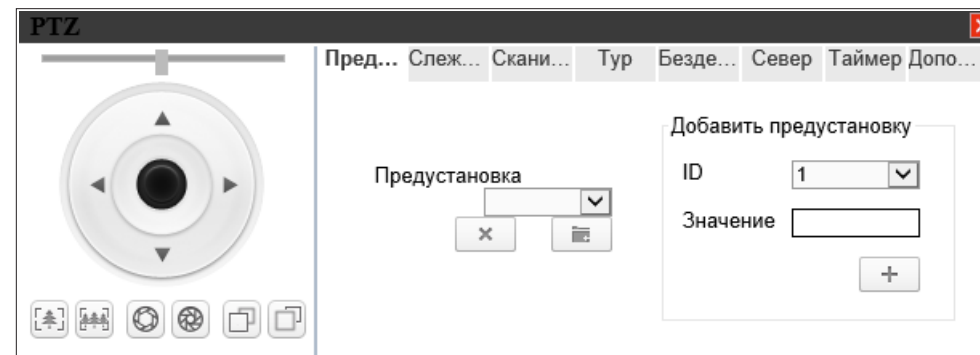 PTZ
Пред... Слеж... Скани... Тур Безде... Север Таймер Допо...
Добавить предустановку
Предустановка
ID 1
Значение